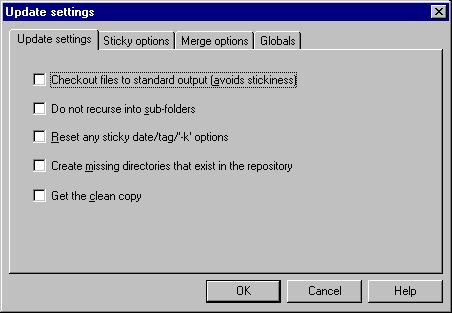 Update settings
Update settings Sticky options Merge options Globals
Checkout files to standard output (avoids stickiness)
Do not recurse into sub-folders
Reset any sticky date/tag/'-k' options
Create missing directories that exist in the repository
Get the clean copy
OK Cancel Help